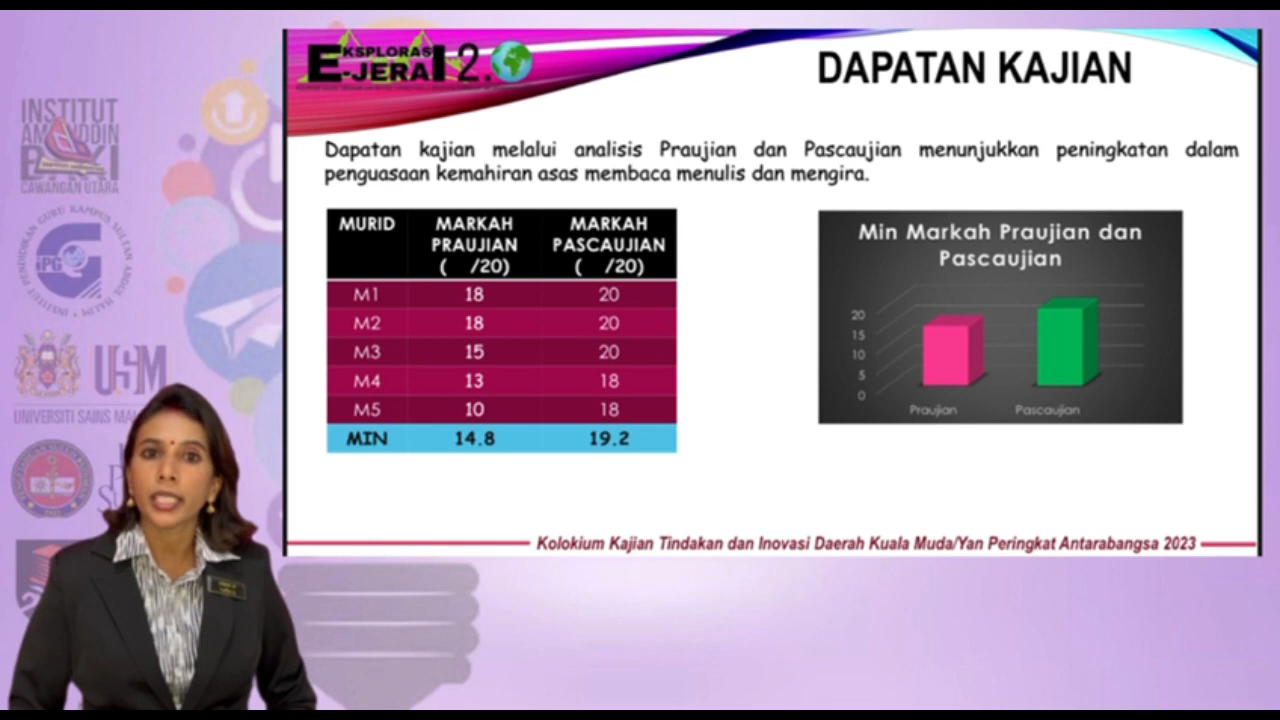 EKSPLORASI
E-JERAI 2.0
DAPATAN KAJIAN
Dapatan kajian melalui analisis Praujian dan Pascaujian menunjukkan peningkatan dalam
penguasaan kemahiran asas membaca menulis dan mengira.
MURID MARKAH PRAUJIAN ( /20) MARKAH PASCAUJIAN ( /20)
M1 18 20
M2 18 20
M3 15 20
M4 13 18
M5 10 18
MIN 14.8 19.2
Min Markah Praujian dan
Pascaujian
20
15
10
5
0
Praujian Pascaujian
Kolokium Kajian Tindakan dan Inovasi Daerah Kuala Muda/Yan Peringkat Antarabangsa 2023
INSTITUT
AMINUDDIN
BAKI
CAWANGAN UTARA
IPG
USM
UNIVERSITI SAINS